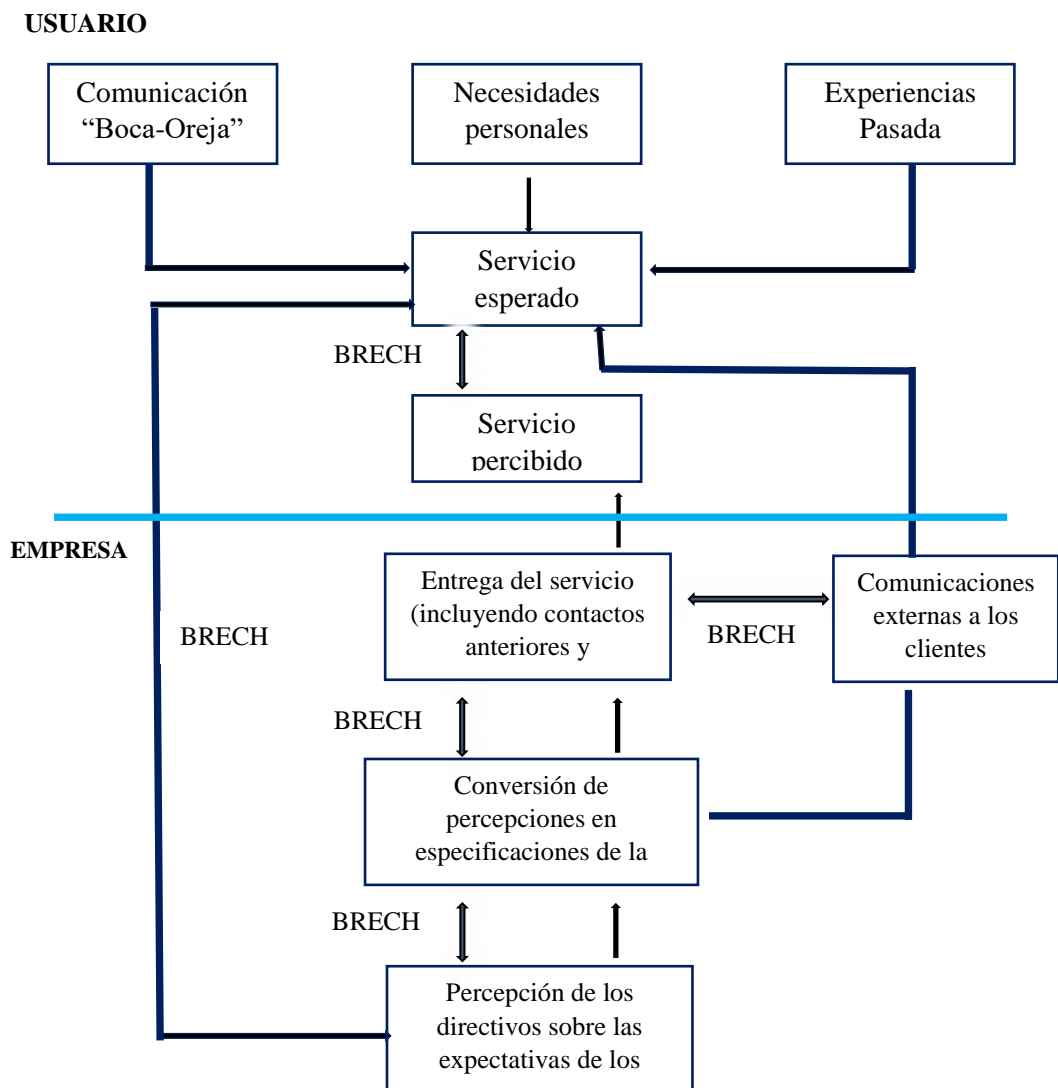 USUARIO
Comunicación
“Boca-Oreja”
Necesidades
personales
Experiencias
Pasada
Servicio
esperado
BRECH
Servicio
percibido
EMPRESA
Entrega del servicio
(incluyendo contactos
anteriores y
Comunicaciones
externas a los
clientes
BRECH
BRECH
BRECH
Conversión de
percepciones en
especificaciones de la
BRECH
Percepción de los
directivos sobre las
expectativas de los